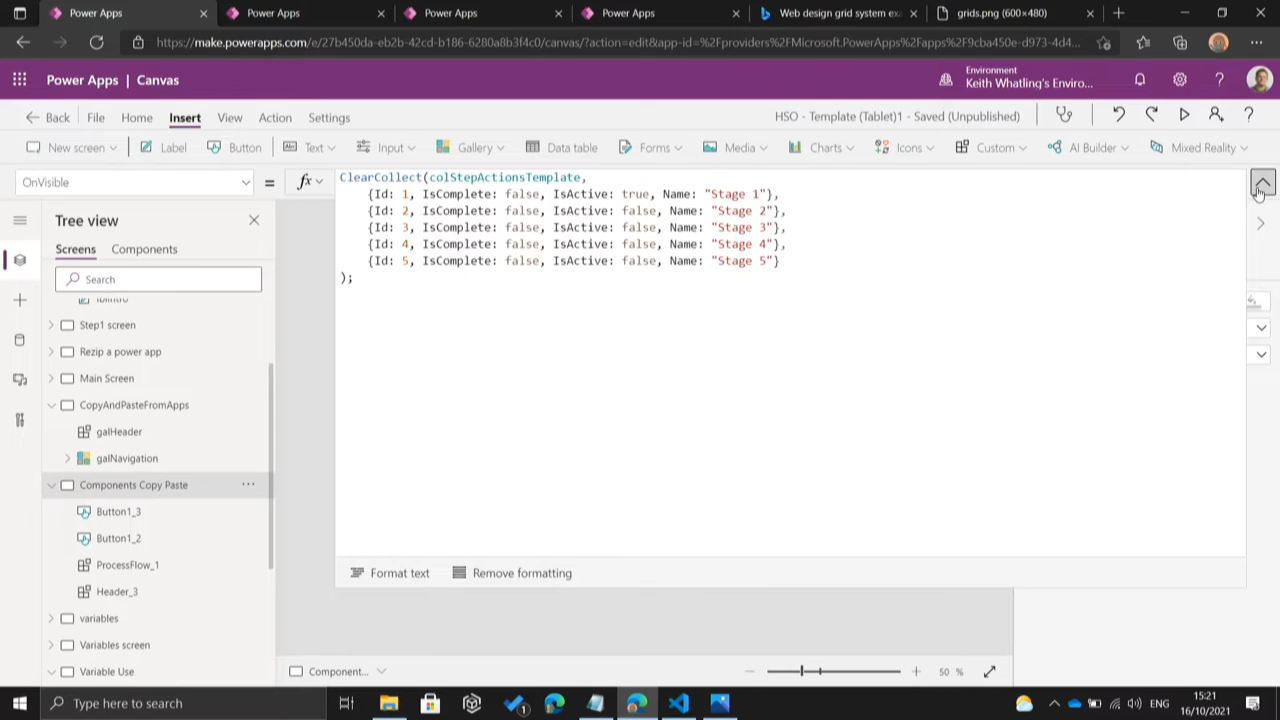 Power Apps
Power Apps
Power Apps
Power Apps
Web design grid system ex
grids.png (600×480)
https://make.powerapps.com/e/27b450da-eb2b-42cd-b186-6280a8b3f4c0/canvas/?action=edit&app-id=%2Fproviders%2FMicrosoft.PowerApps%2Fapps%2F9cba450e-d973-4d4...
Power Apps | Canvas
Environment
Keith Whatling's Enviro...
Back File Home Insert View Action Settings
HSO - Template (Tablet)1 - Saved (Unpublished)
New screen Label Button Text Input Gallery Data table Forms Media Charts Icons Custom AI Builder Mixed Reality
OnVisible
= fx
ClearCollect(colStepActionsTemplate,
{Id: 1, IsComplete: false, IsActive: true, Name: "Stage 1"},
{Id: 2, IsComplete: false, IsActive: false, Name: "Stage 2"},
{Id: 3, IsComplete: false, IsActive: false, Name: "Stage 3"},
{Id: 4, IsComplete: false, IsActive: false, Name: "Stage 4"},
{Id: 5, IsComplete: false, IsActive: false, Name: "Stage 5"}
);
Format text Remove formatting
Tree view
Screens Components
Search
Step1 screen
Rezip a power app
Main Screen
CopyAndPasteFromApps
galHeader
galNavigation
Components Copy Paste
Button1_3
Button1_2
ProcessFlow_1
Header_3
variables
Variables screen
Variable Use
Component...
50 %
Type here to search
1
ENG
15:21
16/10/2021